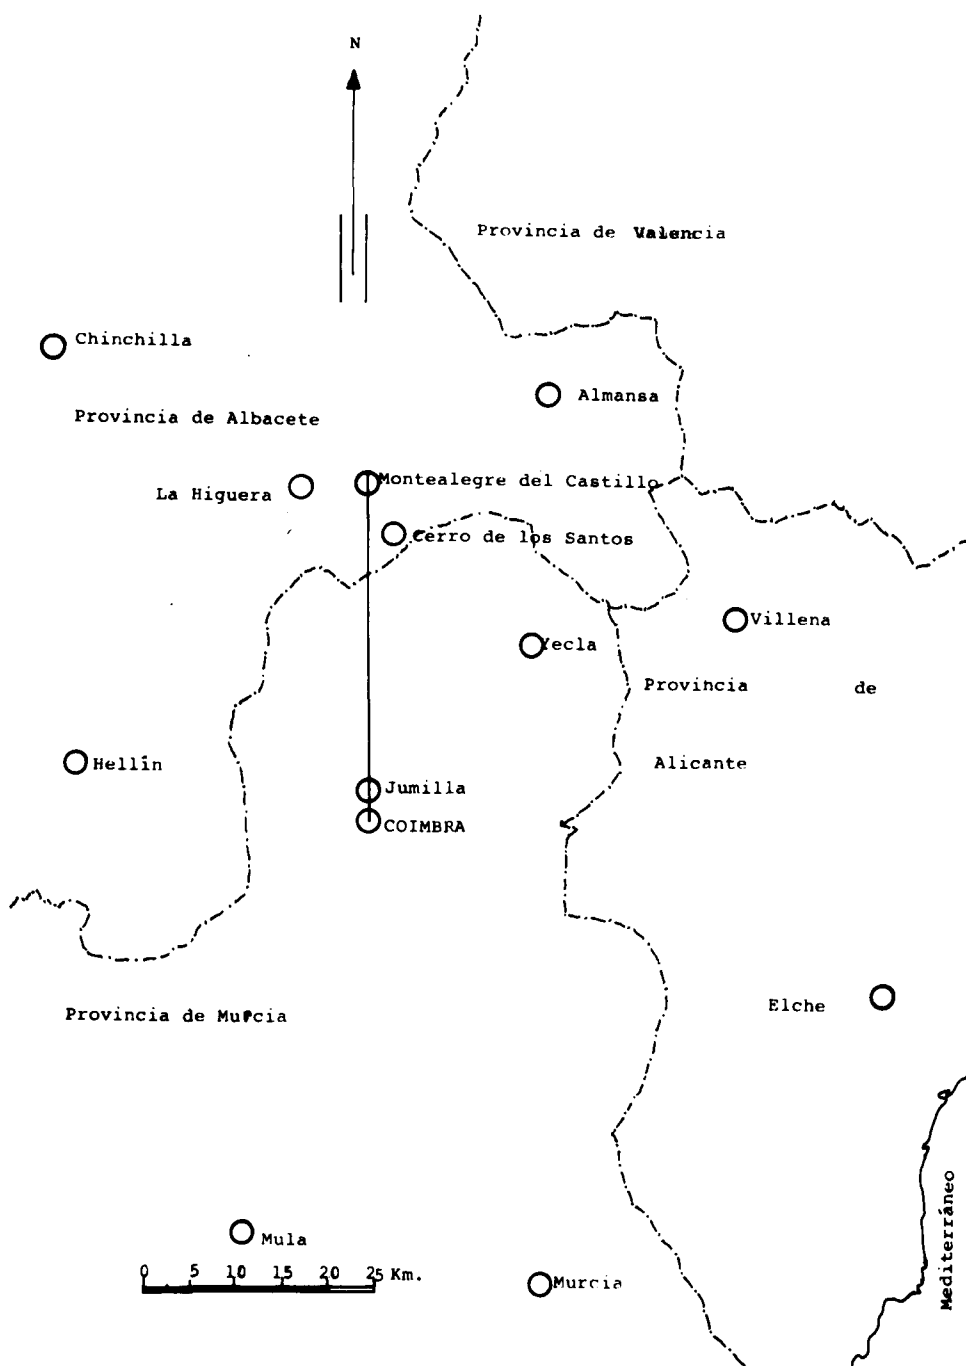 N
Provincia de Valencia
Chinchilla
Almansa
Provincia de Albacete
Montealegre del Castillo
La Higuera
Cerro de los Santos
Villena
Yecla
Provincia de
Alicante
Hellín
Jumilla
COIMBRA
Elche
Provincia de Murcia
Mediterráneo
Mula
0 5 10 15 20 25 Km.
Murcia